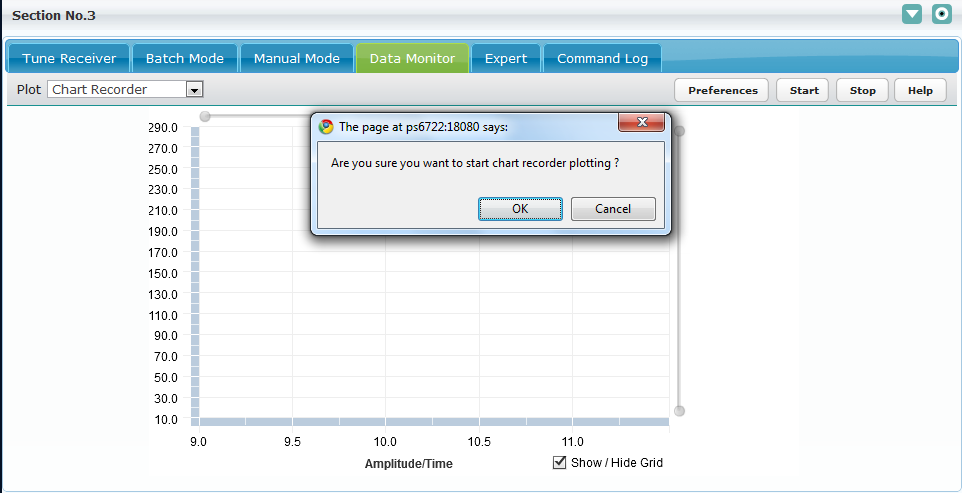 Section No.3
Tune Receiver Batch Mode Manual Mode Data Monitor Expert Command Log
Plot Chart Recorder Preferences Start Stop Help
The page at ps6722:18080 says:
Are you sure you want to start chart recorder plotting ?
OK Cancel
290.0
270.0
250.0
230.0
210.0
190.0
170.0
150.0
130.0
110.0
90.0
70.0
50.0
30.0
10.0
9.0 9.5 10.0 10.5 11.0
Amplitude/Time
Show / Hide Grid